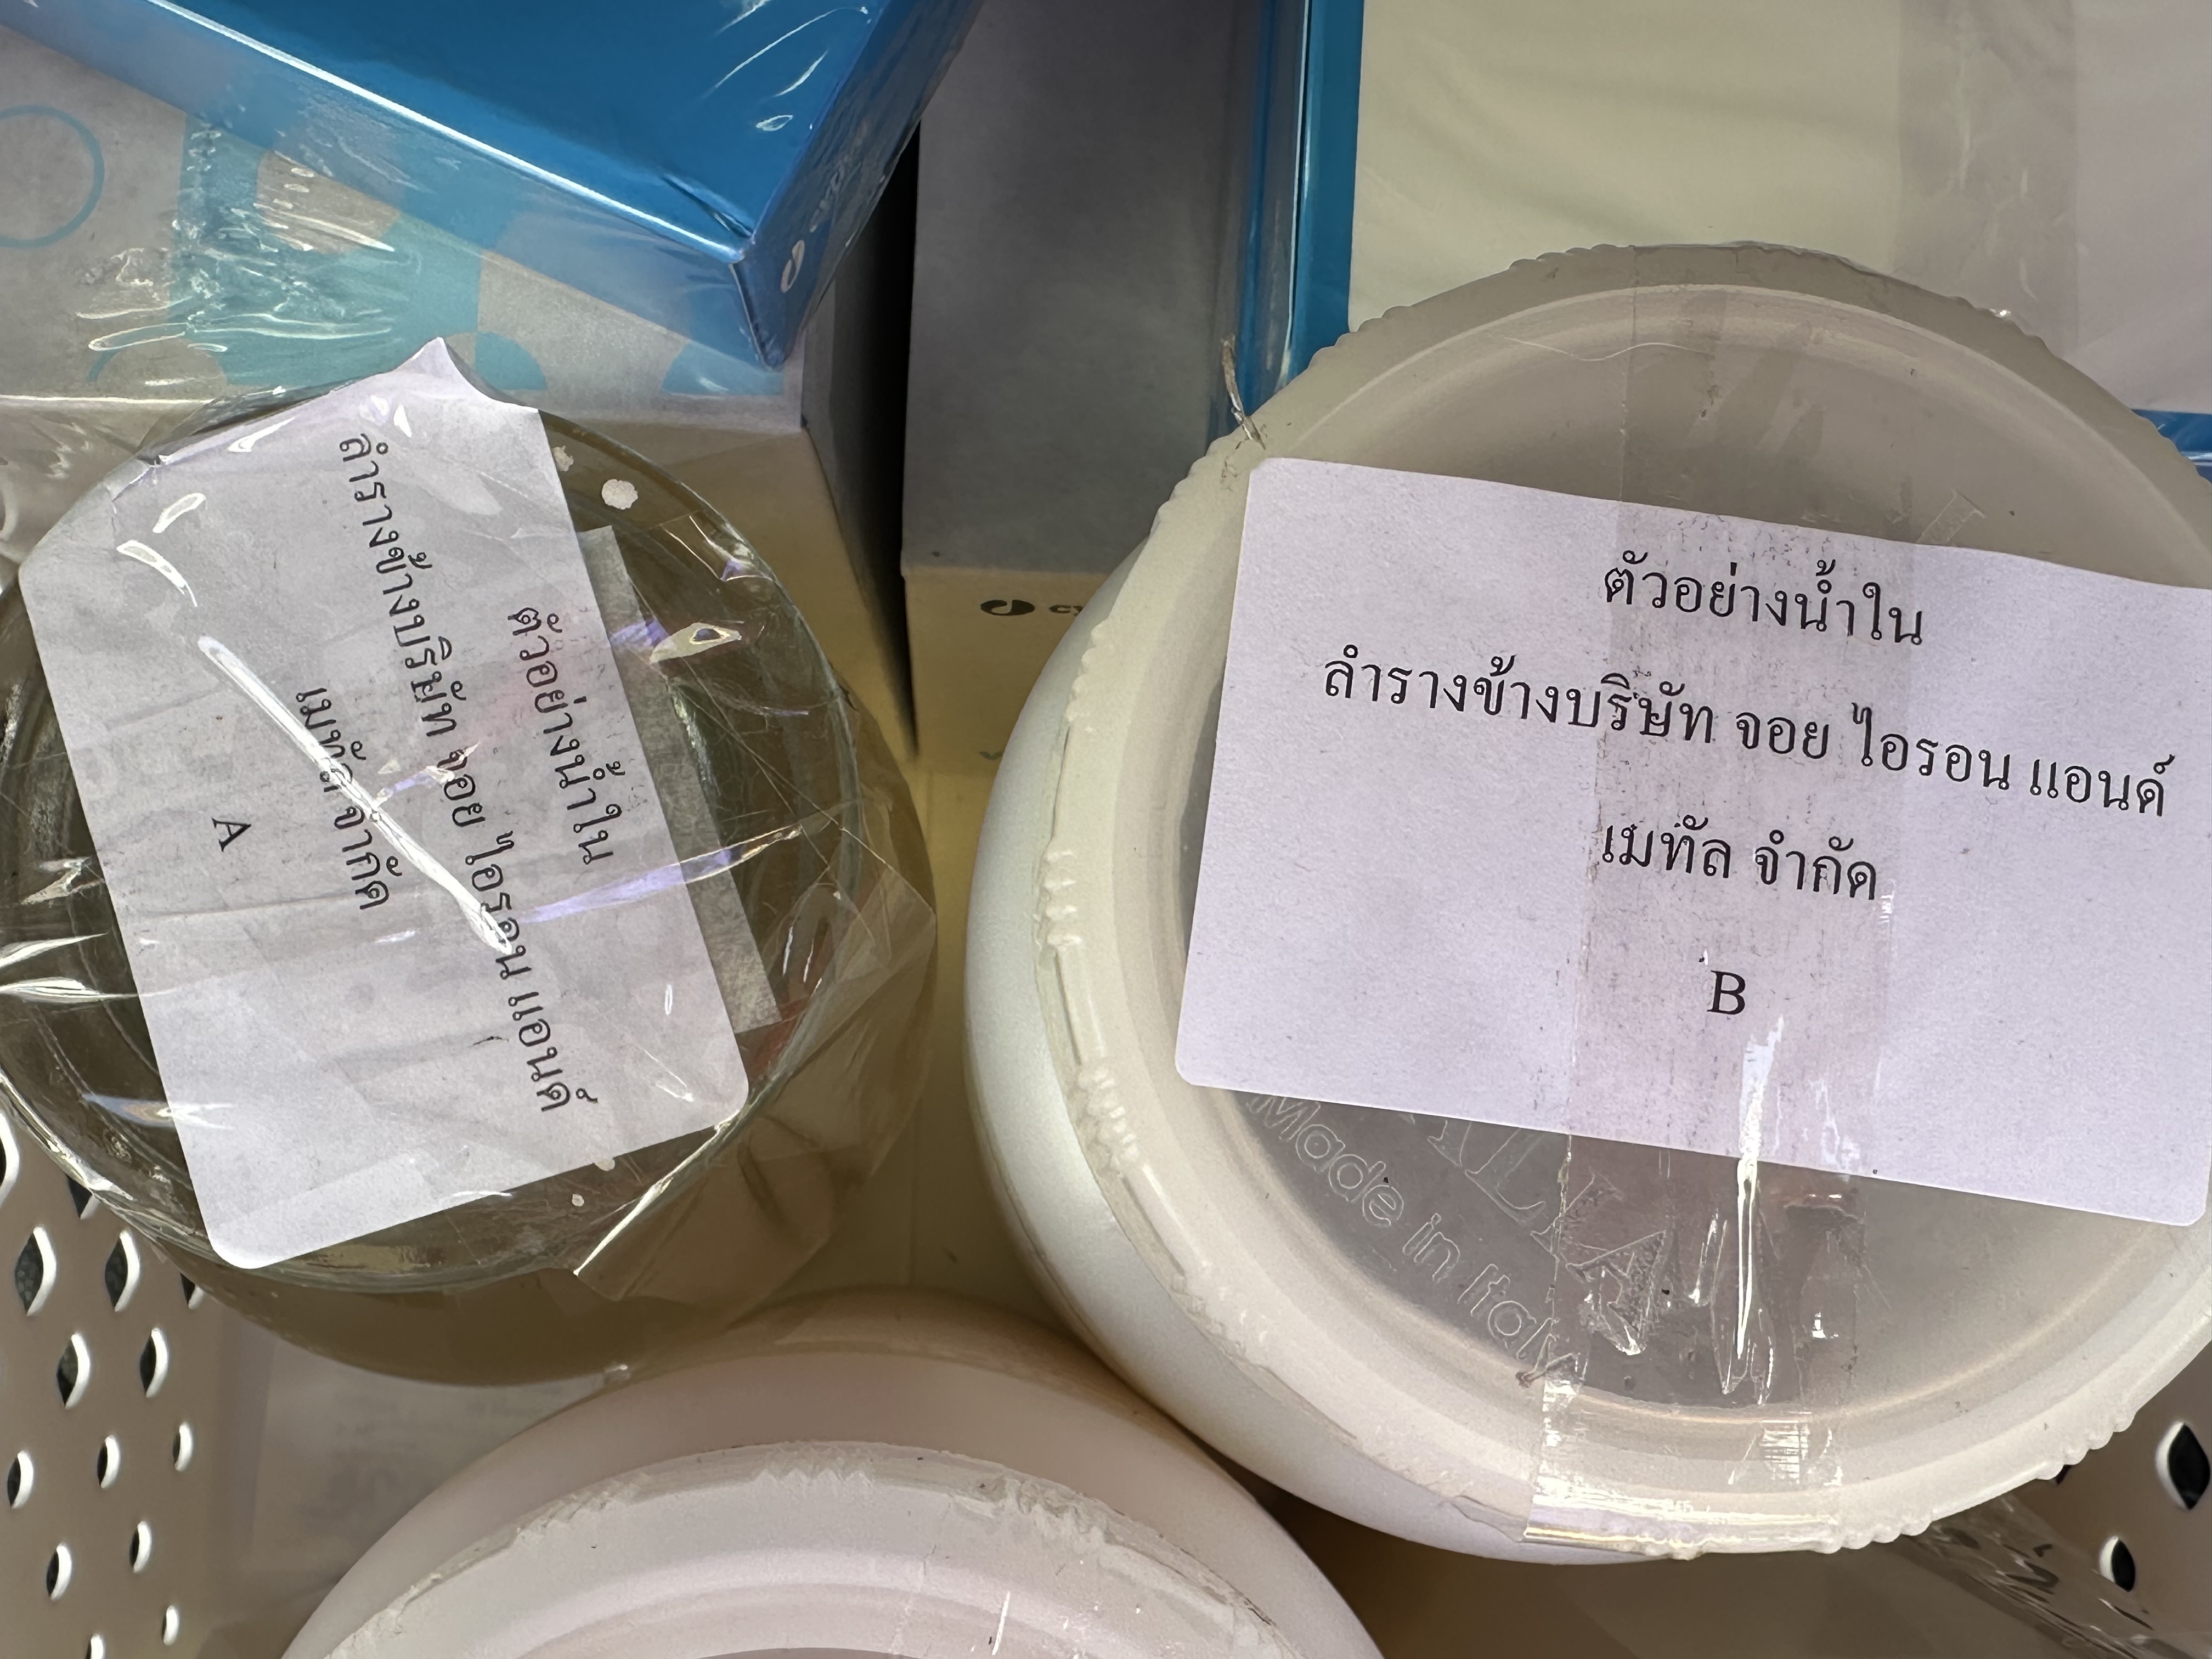 ตัวอย่างน้ำใน
ลำรางข้างบริษัท จอย ไอรอน แอนด์
เมทัล จำกัด
A
ตัวอย่างน้ำใน
ลำรางข้างบริษัท จอย ไอรอน แอนด์
เมทัล จำกัด
B
Made in Italy